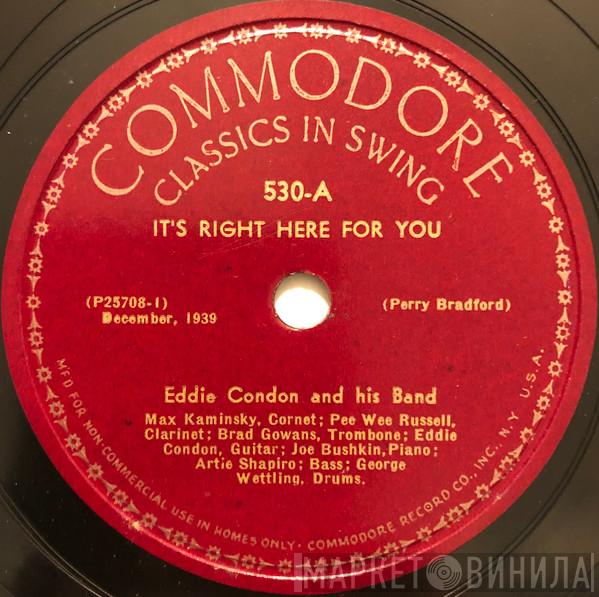 COMMODORE
CLASSICS IN SWING
530-A
IT'S RIGHT HERE FOR YOU
(P25708-1)
December, 1939
(Perry Bradford)
Eddie Condon and his Band
Max Kaminsky, Cornet; Pee Wee Russell,
Clarinet; Brad Gowans, Trombone; Eddie
Condon, Guitar; Joe Bushkin, Piano;
Artie Shapiro; Bass; George
Wettling, Drums.
MFD FOR NON-COMMERCIAL USE IN HOMES ONLY · COMMODORE RECORD CO. INC. N. Y. U.S.A.
МАРКЕТ ВИНИЛА